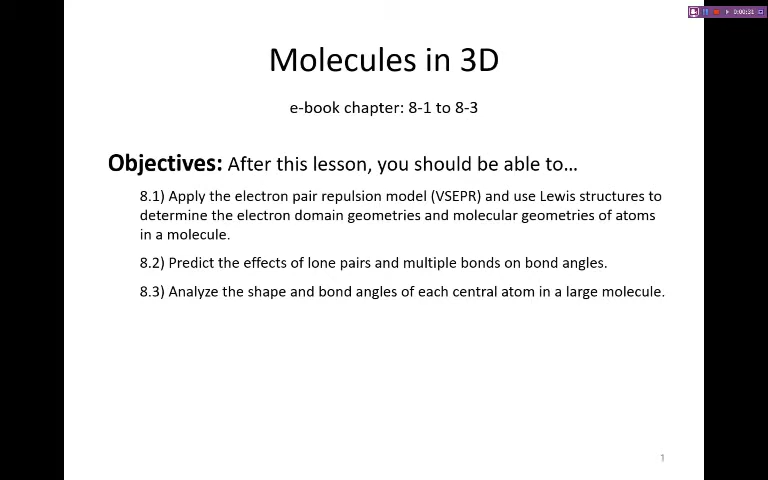 0:00:31
Molecules in 3D
e-book chapter: 8-1 to 8-3
Objectives: After this lesson, you should be able to…
8.1) Apply the electron pair repulsion model (VSEPR) and use Lewis structures to
determine the electron domain geometries and molecular geometries of atoms
in a molecule.
8.2) Predict the effects of lone pairs and multiple bonds on bond angles.
8.3) Analyze the shape and bond angles of each central atom in a large molecule.
1